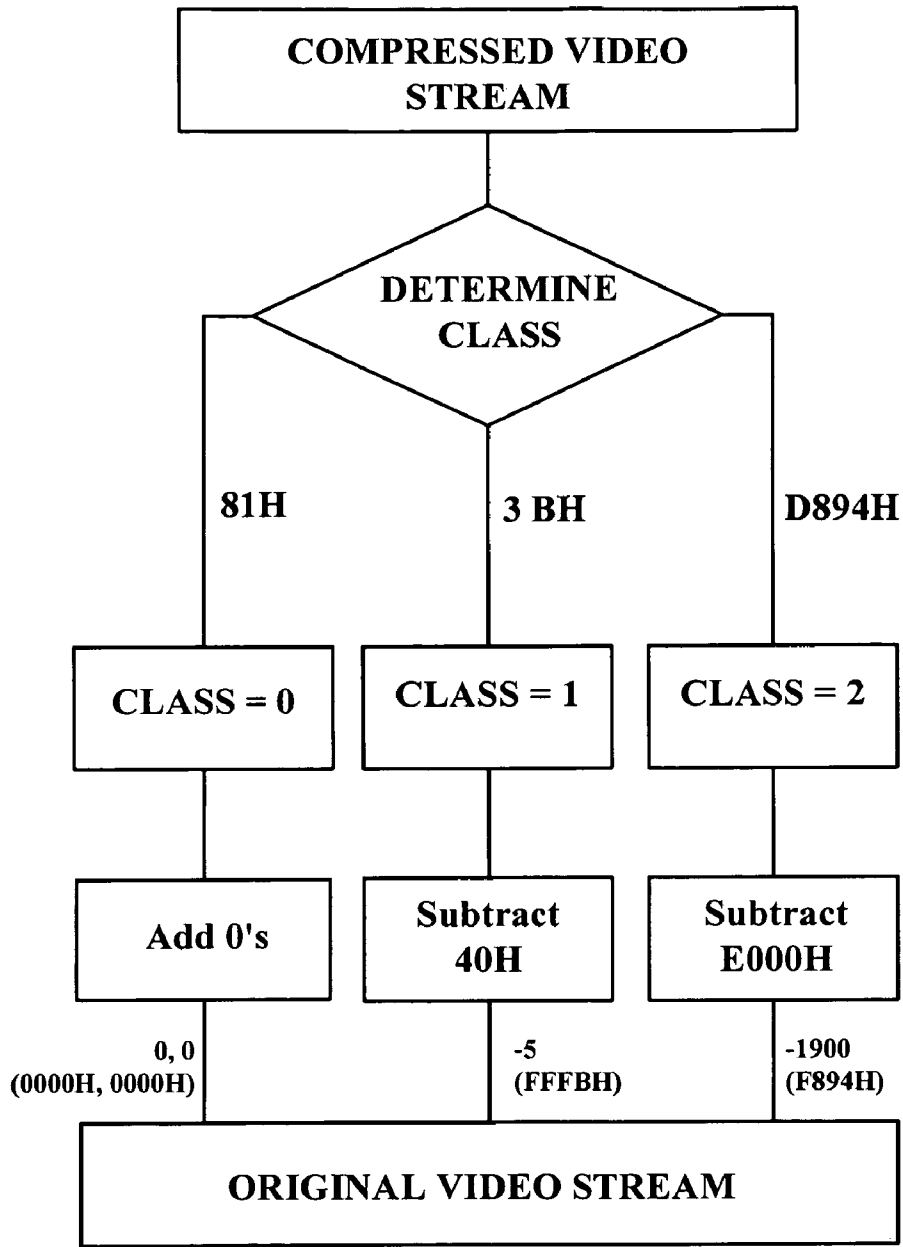 COMPRESSED VIDEO
STREAM
DETERMINE
CLASS
81H
3 BH
D894H
CLASS = 0
CLASS = 1
CLASS = 2
Add 0's
Subtract
40H
Subtract
E000H
0, 0
(0000H, 0000H)
-5
(FFFBH)
-1900
(F894H)
ORIGINAL VIDEO STREAM